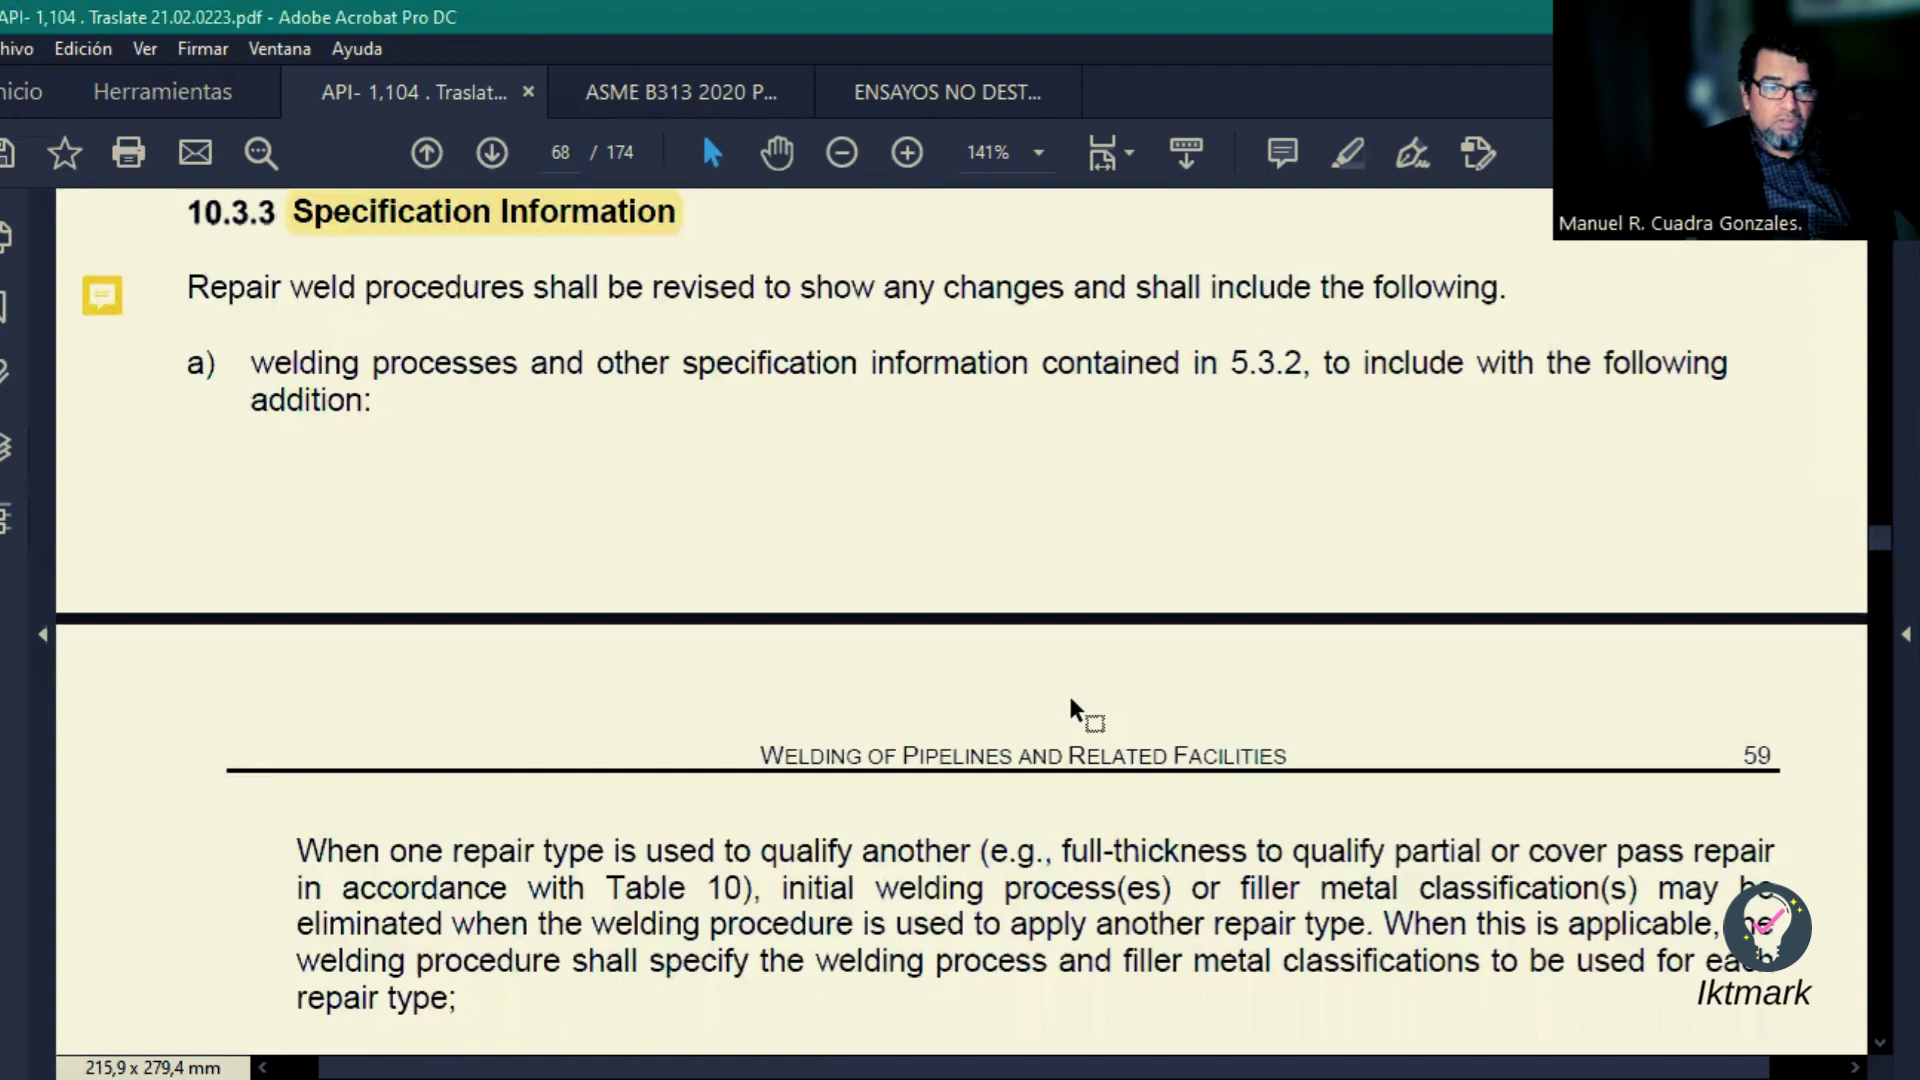 API- 1,104 . Traslate 21.02.0223.pdf - Adobe Acrobat Pro DC
hivo Edición Ver Firmar Ventana Ayuda
nicio Herramientas API- 1,104 . Traslat... × ASME B313 2020 P... ENSAYOS NO DEST...
68 / 174 141%
Manuel R. Cuadra Gonzales.
10.3.3 Specification Information
Repair weld procedures shall be revised to show any changes and shall include the following.
a) welding processes and other specification information contained in 5.3.2, to include with the following
addition:
WELDING OF PIPELINES AND RELATED FACILITIES 59
When one repair type is used to qualify another (e.g., full-thickness to qualify partial or cover pass repair
in accordance with Table 10), initial welding process(es) or filler metal classification(s) may be
eliminated when the welding procedure is used to apply another repair type. When this is applicable, the
welding procedure shall specify the welding process and filler metal classifications to be used for each
repair type;
Iktmark
215,9 x 279,4 mm